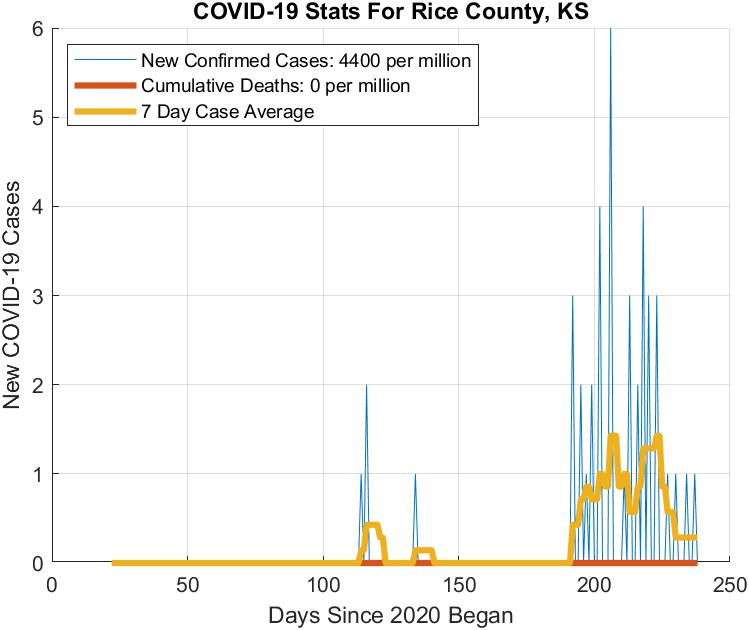 COVID-19 Stats For Rice County, KS
New Confirmed Cases: 4400 per million
Cumulative Deaths: 0 per million
7 Day Case Average
New COVID-19 Cases
6
5
4
3
2
1
0
0 50 100 150 200 250
Days Since 2020 Began